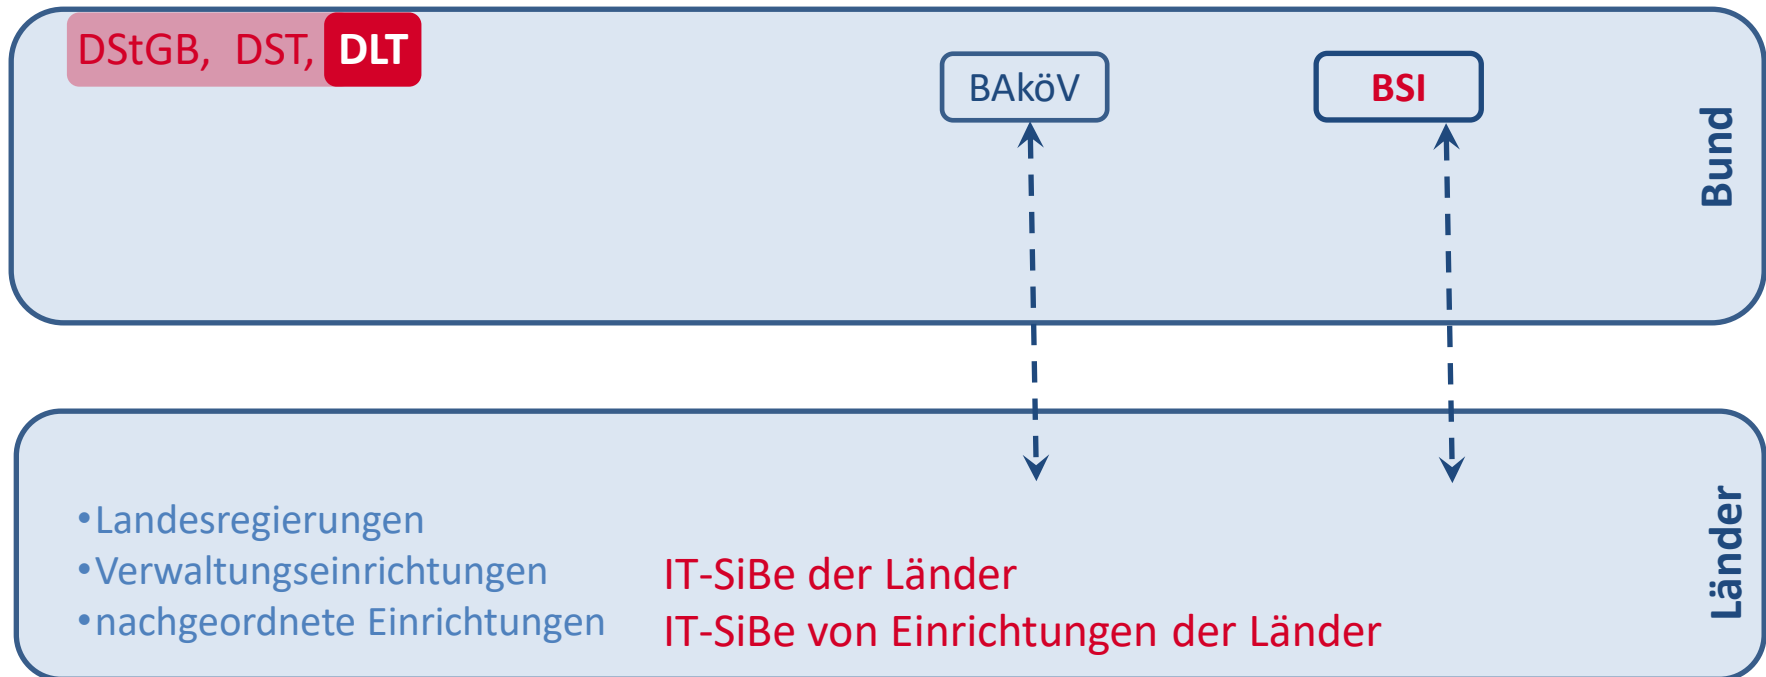 DStGB, DST, DLT
BAköV
BSI
Bund
•Landesregierungen
•Verwaltungseinrichtungen
•nachgeordnete Einrichtungen
IT-SiBe der Länder
IT-SiBe von Einrichtungen der Länder
Länder